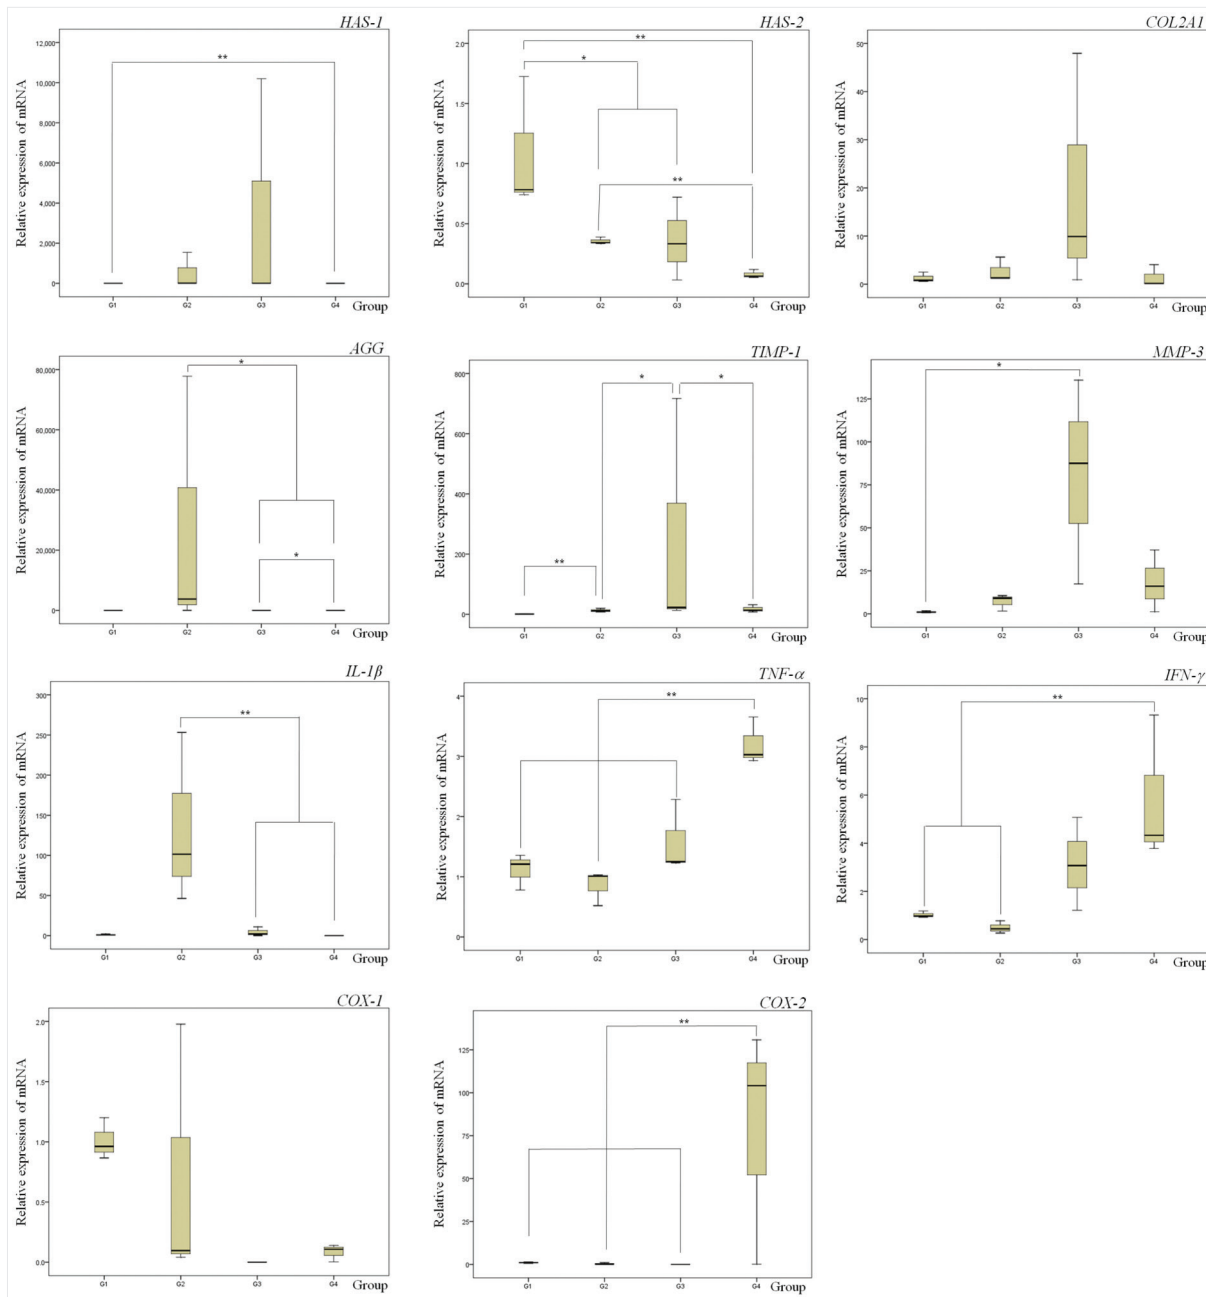 HAS-1
Relative expression of mRNA
12,000
10,000
8,000
6,000
4,000
2,000
0
G1 G2 G3 G4 Group
**
HAS-2
Relative expression of mRNA
2.0
1.5
1.0
0.5
0.0
G1 G2 G3 G4 Group
**
*
**
COL2A1
Relative expression of mRNA
50
40
30
20
10
0
G1 G2 G3 G4 Group
AGG
Relative expression of mRNA
80,000
60,000
40,000
20,000
0
G1 G2 G3 G4 Group
*
*
TIMP-1
Relative expression of mRNA
800
600
400
200
0
G1 G2 G3 G4 Group
* *
**
MMP-3
Relative expression of mRNA
125
100
75
50
25
0
G1 G2 G3 G4 Group
*
IL-1β
Relative expression of mRNA
300
250
200
150
100
50
0
G1 G2 G3 G4 Group
**
TNF-α
Relative expression of mRNA
4
3
2
1
0
G1 G2 G3 G4 Group
**
IFN-γ
Relative expression of mRNA
10
8
6
4
2
0
G1 G2 G3 G4 Group
**
COX-1
Relative expression of mRNA
2.0
1.5
1.0
0.5
0.0
G1 G2 G3 G4 Group
COX-2
Relative expression of mRNA
125
100
75
50
25
0
G1 G2 G3 G4 Group
**